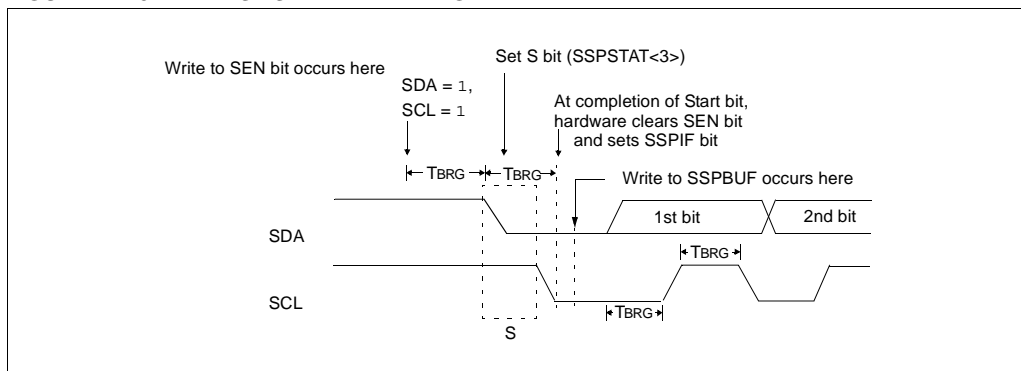 Write to SEN bit occurs here
Set S bit (SSPSTAT<3>)
SDA = 1,
SCL = 1
At completion of Start bit,
hardware clears SEN bit
and sets SSPIF bit
TBRG
TBRG
Write to SSPBUF occurs here
1st bit
2nd bit
SDA
TBRG
SCL
TBRG
S